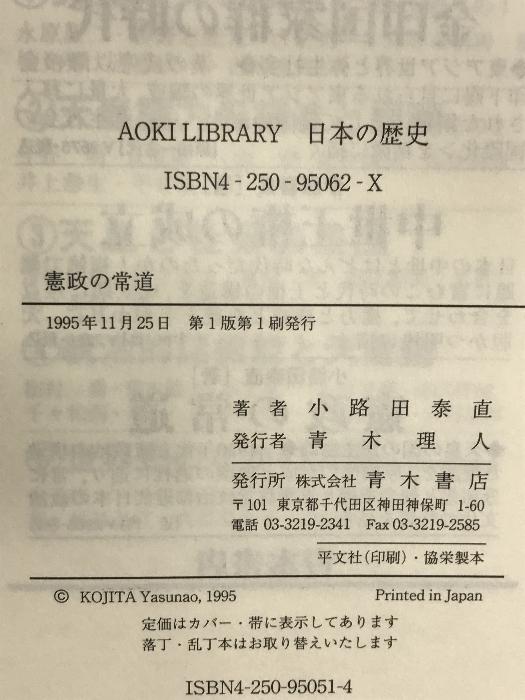 AOKI LIBRARY 日本の歴史
ISBN4-250-95062-X
憲政の常道
1995年11月25日 第1版第1刷発行
著者 小路田泰直
発行者 青木理人
発行所 株式会社 青木書店
〒101 東京都千代田区神田神保町 1-60
電話 03-3219-2341 Fax 03-3219-2585
平文社(印刷)・協栄製本
© KOJITA Yasunao, 1995 Printed in Japan
定価はカバー・帯に表示してあります
落丁・乱丁本はお取り替えいたします
ISBN4-250-95051-4